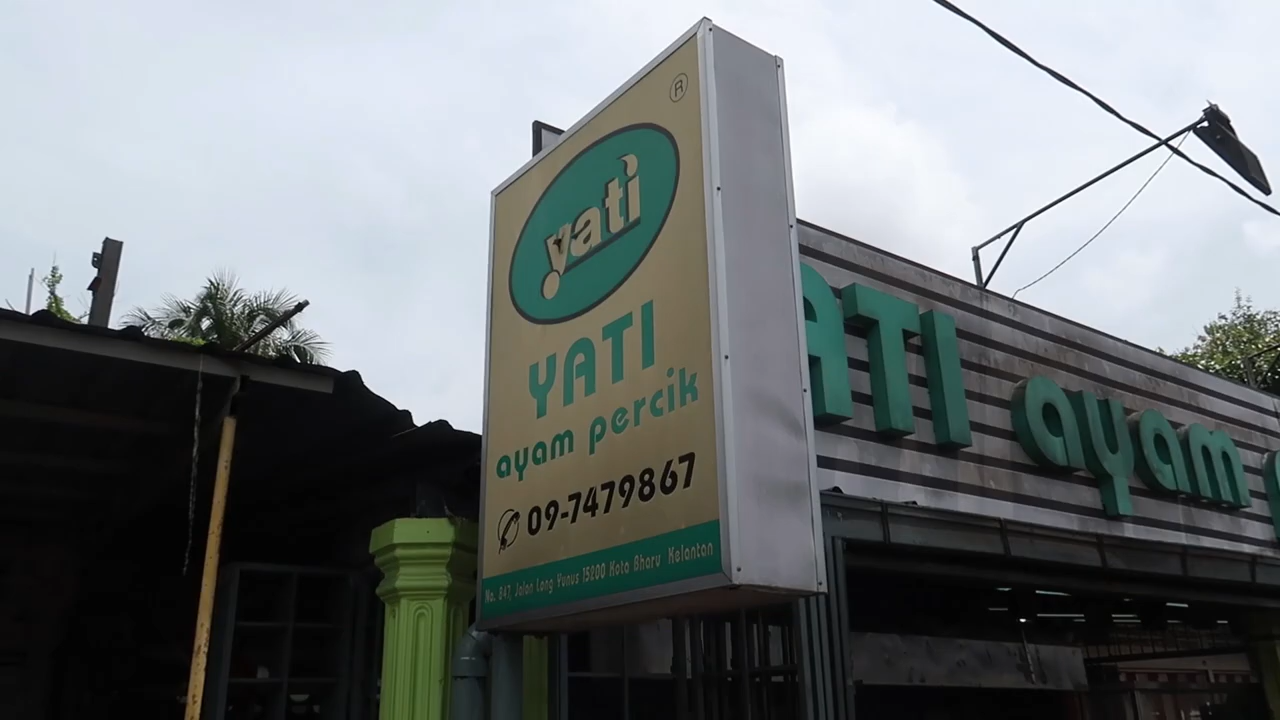 ®
yati
YATI
ayam percik
09-7479867
No. 847, Jalan Long Yunus 15200 Kota Bharu Kelantan
ATI ayam